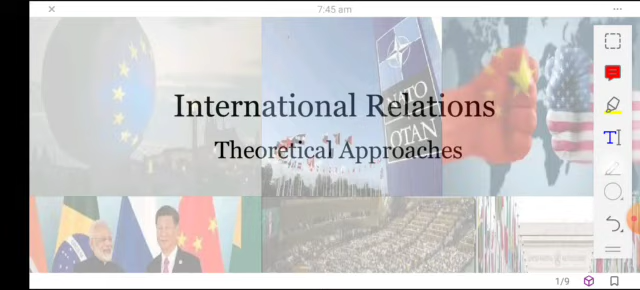 7:45 am
International Relations
Theoretical Approaches
NATO
OTAN
1/9